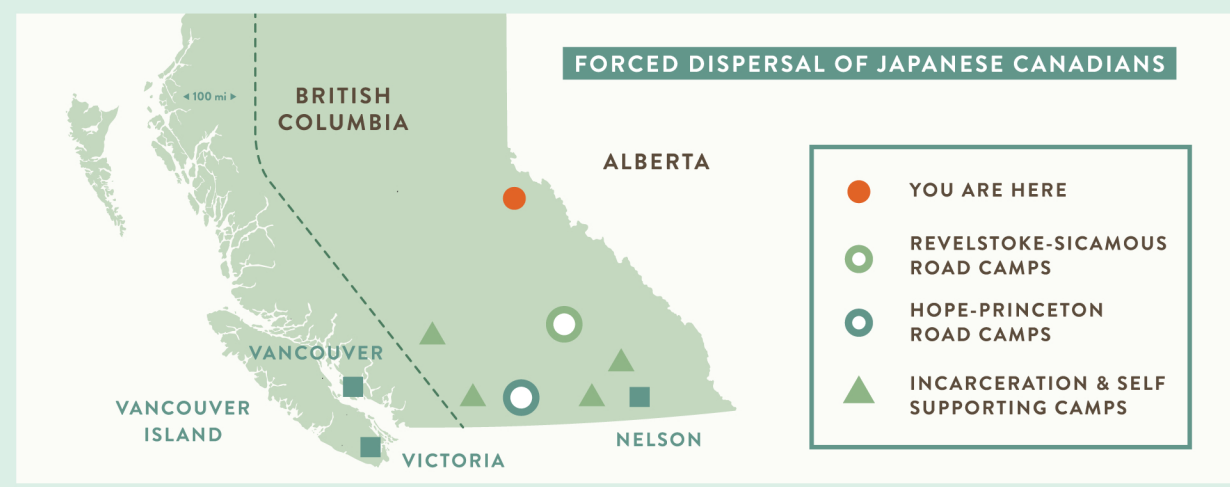 FORCED DISPERSAL OF JAPANESE CANADIANS
100 mi
BRITISH
COLUMBIA
ALBERTA
VANCOUVER
VANCOUVER
ISLAND
VICTORIA
NELSON
YOU ARE HERE
REVELSTOKE-SICAMOUS
ROAD CAMPS
HOPE-PRINCETON
ROAD CAMPS
INCARCERATION & SELF
SUPPORTING CAMPS